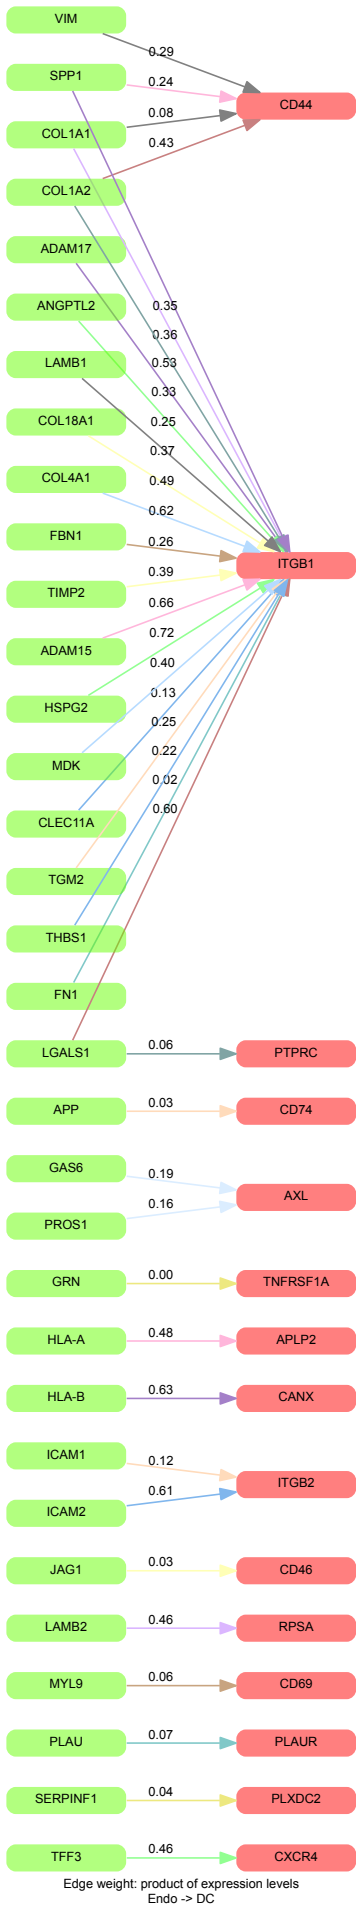 VIM
0.29
SPP1
0.24
CD44
COL1A1
0.08
0.43
COL1A2
ADAM17
ANGPTL2
0.35
0.36
LAMB1
0.53
0.33
COL18A1
0.25
0.37
COL4A1
0.49
0.62
FBN1
0.26
ITGB1
TIMP2
0.39
0.66
ADAM15
0.72
0.40
HSPG2
0.13
0.25
MDK
0.22
0.02
CLEC11A
0.60
TGM2
THBS1
FN1
LGALS1
0.06
PTPRC
APP
0.03
CD74
GAS6
0.19
AXL
PROS1
0.16
GRN
0.00
TNFRSF1A
HLA-A
0.48
APLP2
HLA-B
0.63
CANX
ICAM1
0.12
ITGB2
ICAM2
0.61
JAG1
0.03
CD46
LAMB2
0.46
RPSA
MYL9
0.06
CD69
PLAU
0.07
PLAUR
SERPINF1
0.04
PLXDC2
TFF3
0.46
CXCR4
Edge weight: product of expression levels
Endo -> DC